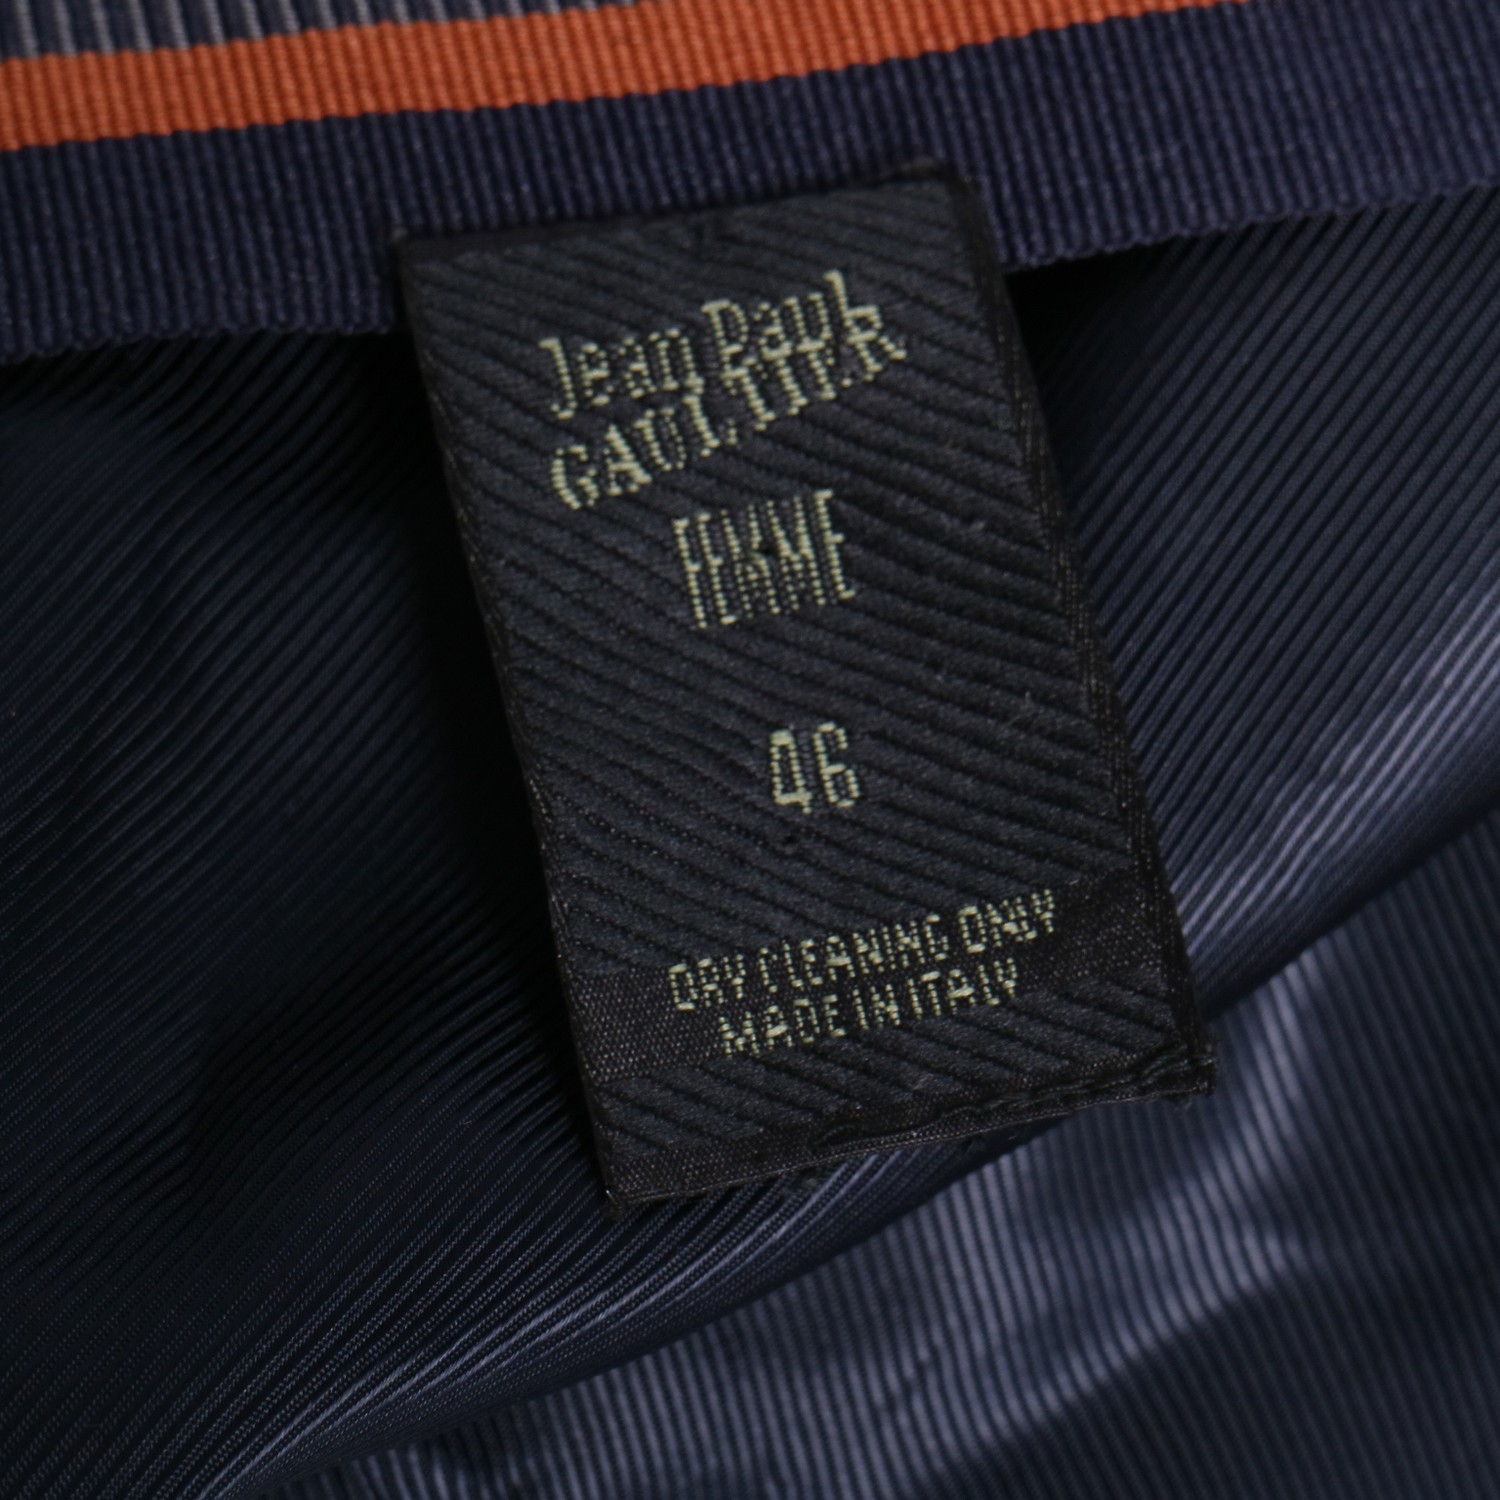 Jean Paul
GAULTIER
FEMME
46
DRY CLEANING ONLY
MADE IN ITALY